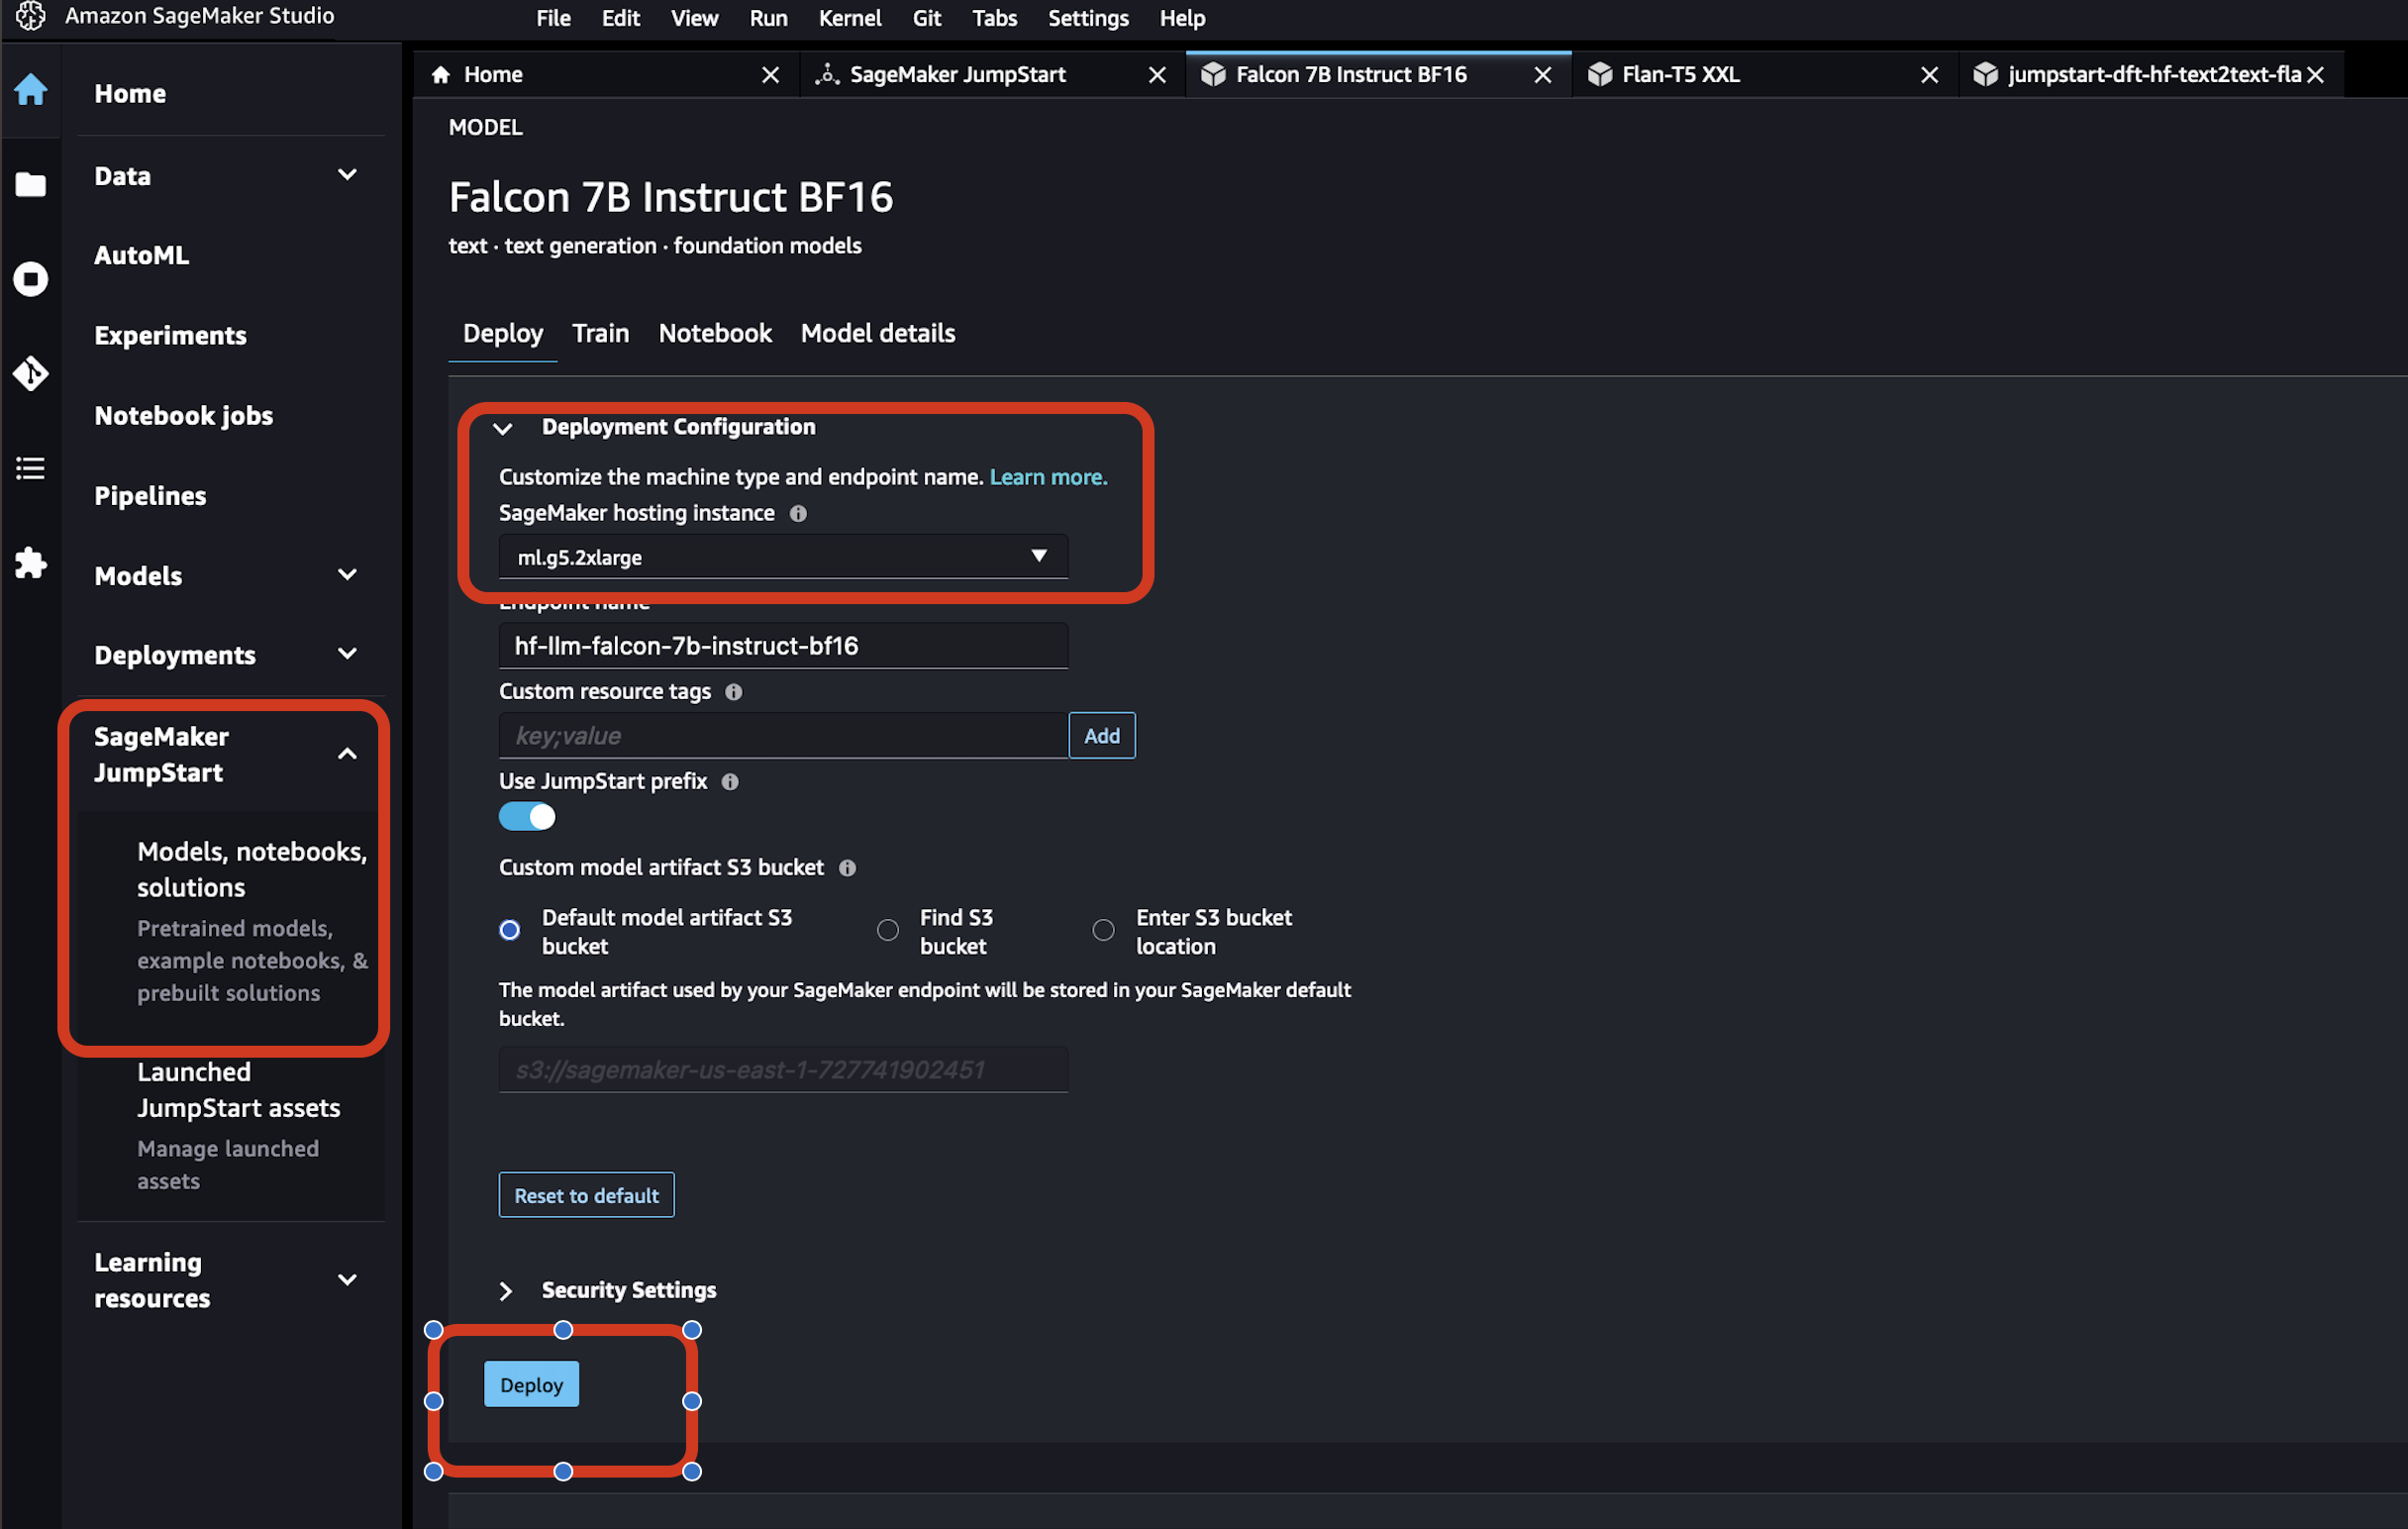 Amazon SageMaker Studio
File Edit View Run Kernel Git Tabs Settings Help
Home
SageMaker JumpStart
Falcon 7B Instruct BF16
Flan-T5 XXL
jumpstart-dft-hf-text2text-fla
Home
Data
AutoML
Experiments
Notebook jobs
Pipelines
Models
Deployments
SageMaker
JumpStart
Models, notebooks,
solutions
Pretrained models,
example notebooks, &
prebuilt solutions
Launched
JumpStart assets
Manage launched
assets
Learning
resources
MODEL
Falcon 7B Instruct BF16
text · text generation · foundation models
Deploy Train Notebook Model details
Deployment Configuration
Customize the machine type and endpoint name. Learn more.
SageMaker hosting instance
ml.g5.2xlarge
Endpoint name
hf-llm-falcon-7b-instruct-bf16
Custom resource tags
key;value
Add
Use JumpStart prefix
Custom model artifact S3 bucket
Default model artifact S3
bucket
Find S3
bucket
Enter S3 bucket
location
The model artifact used by your SageMaker endpoint will be stored in your SageMaker default
bucket.
s3://sagemaker-us-east-1-727741902451
Reset to default
Security Settings
Deploy